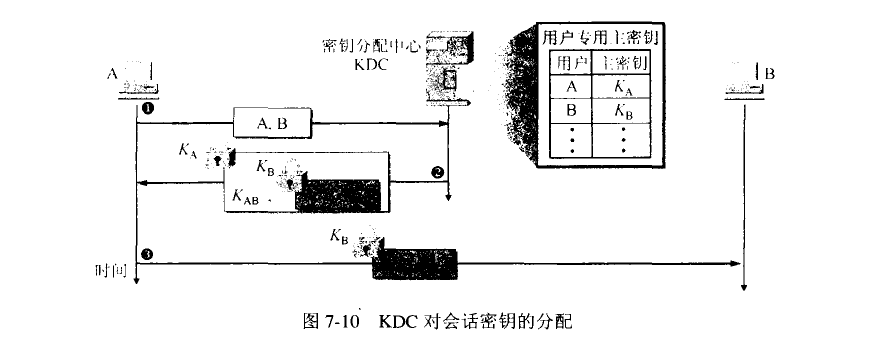 密钥分配中心
KDC
用户专用主密钥
用户 主密钥
A K_A
B K_B
⋮ ⋮
A
B
❶
A, B
K_A
K_B
K_AB
❷
K_B
❸
时间
图 7-10 KDC 对会话密钥的分配